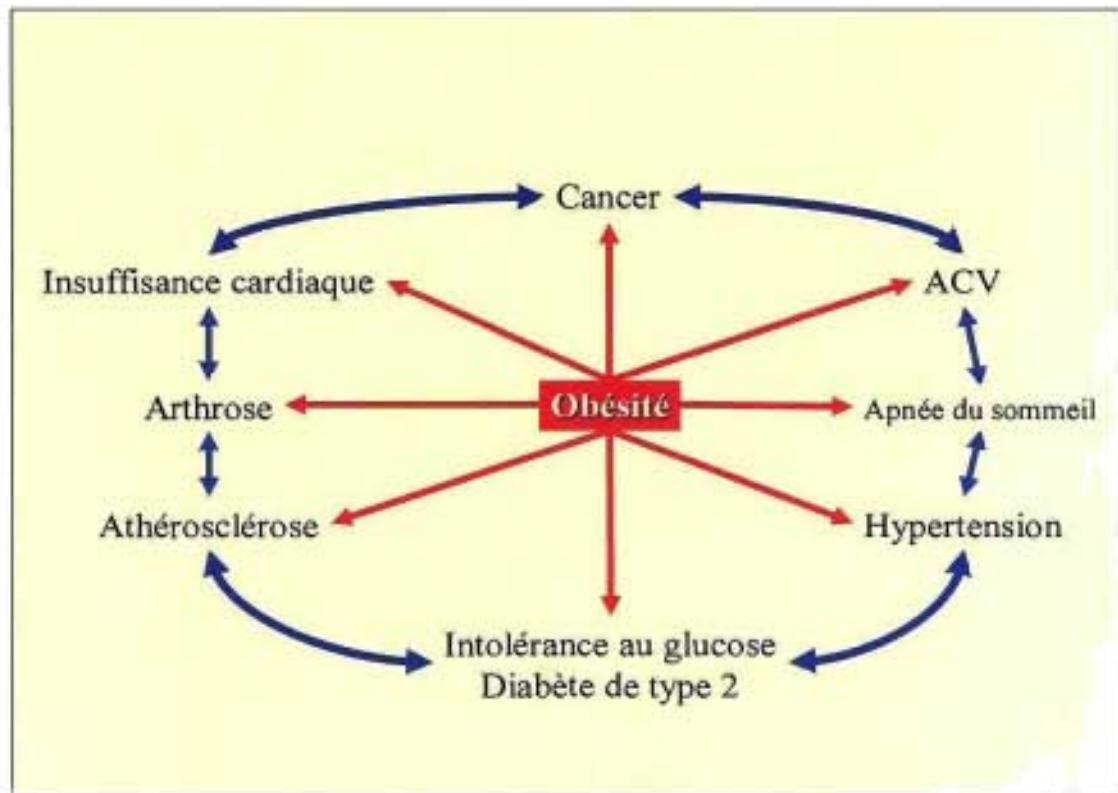 Cancer
Insuffisance cardiaque
ACV
Arthrose
Obésité
Apnée du sommeil
Athérosclérose
Hypertension
Intolérance au glucose
Diabète de type 2